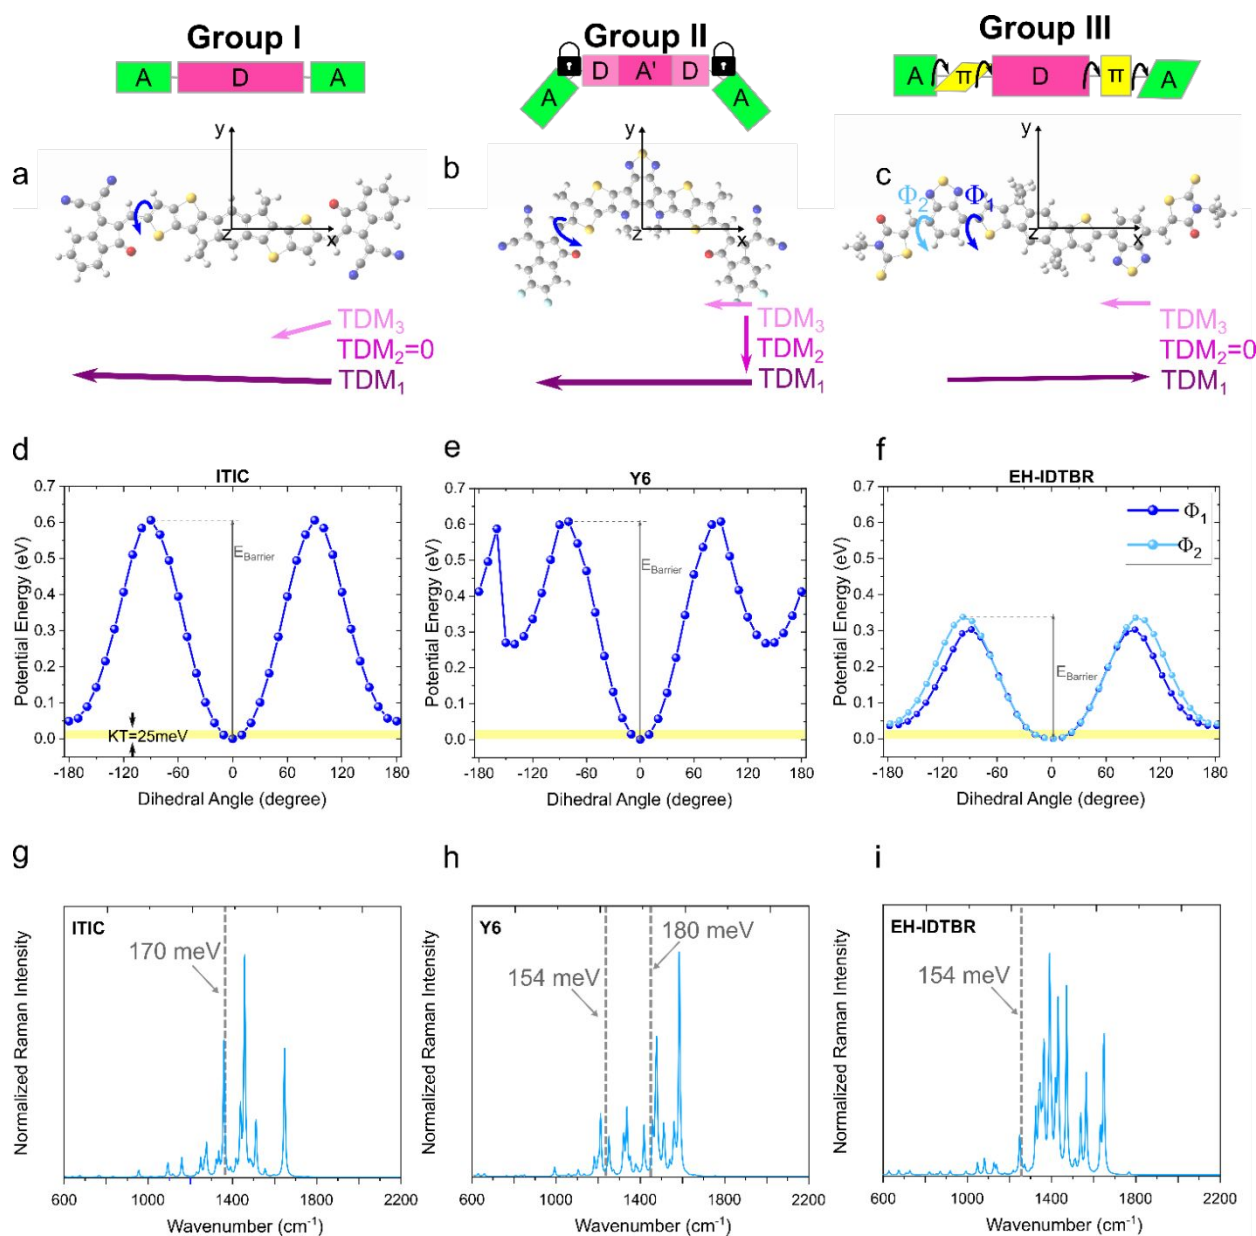 Group I
Group II
Group III
A D A
A D A' D A
A π D π A
a
y
z
x
b
y
z
x
c
Φ2
Φ1
y
z
x
TDM3
TDM2=0
TDM1
TDM3
TDM2
TDM1
TDM3
TDM2=0
TDM1
d
ITIC
Potential Energy (eV)
0.7
0.6
0.5
0.4
0.3
0.2
0.1
0.0
EBarrier
KT=25meV
-180 -120 -60 0 60 120 180
Dihedral Angle (degree)
e
Y6
Potential Energy (eV)
0.7
0.6
0.5
0.4
0.3
0.2
0.1
0.0
EBarrier
-180 -120 -60 0 60 120 180
Dihedral Angle (degree)
f
EH-IDTBR
Potential Energy (eV)
0.7
0.6
0.5
0.4
0.3
0.2
0.1
0.0
Φ1
Φ2
EBarrier
-180 -120 -60 0 60 120 180
Dihedral Angle (degree)
g
Normalized Raman Intensity
ITIC
170 meV
600 1000 1400 1800 2200
Wavenumber (cm-1)
h
Normalized Raman Intensity
Y6
180 meV
154 meV
600 1000 1400 1800 2200
Wavenumber (cm-1)
i
Normalized Raman Intensity
EH-IDTBR
154 meV
600 1000 1400 1800 2200
Wavenumber (cm-1)